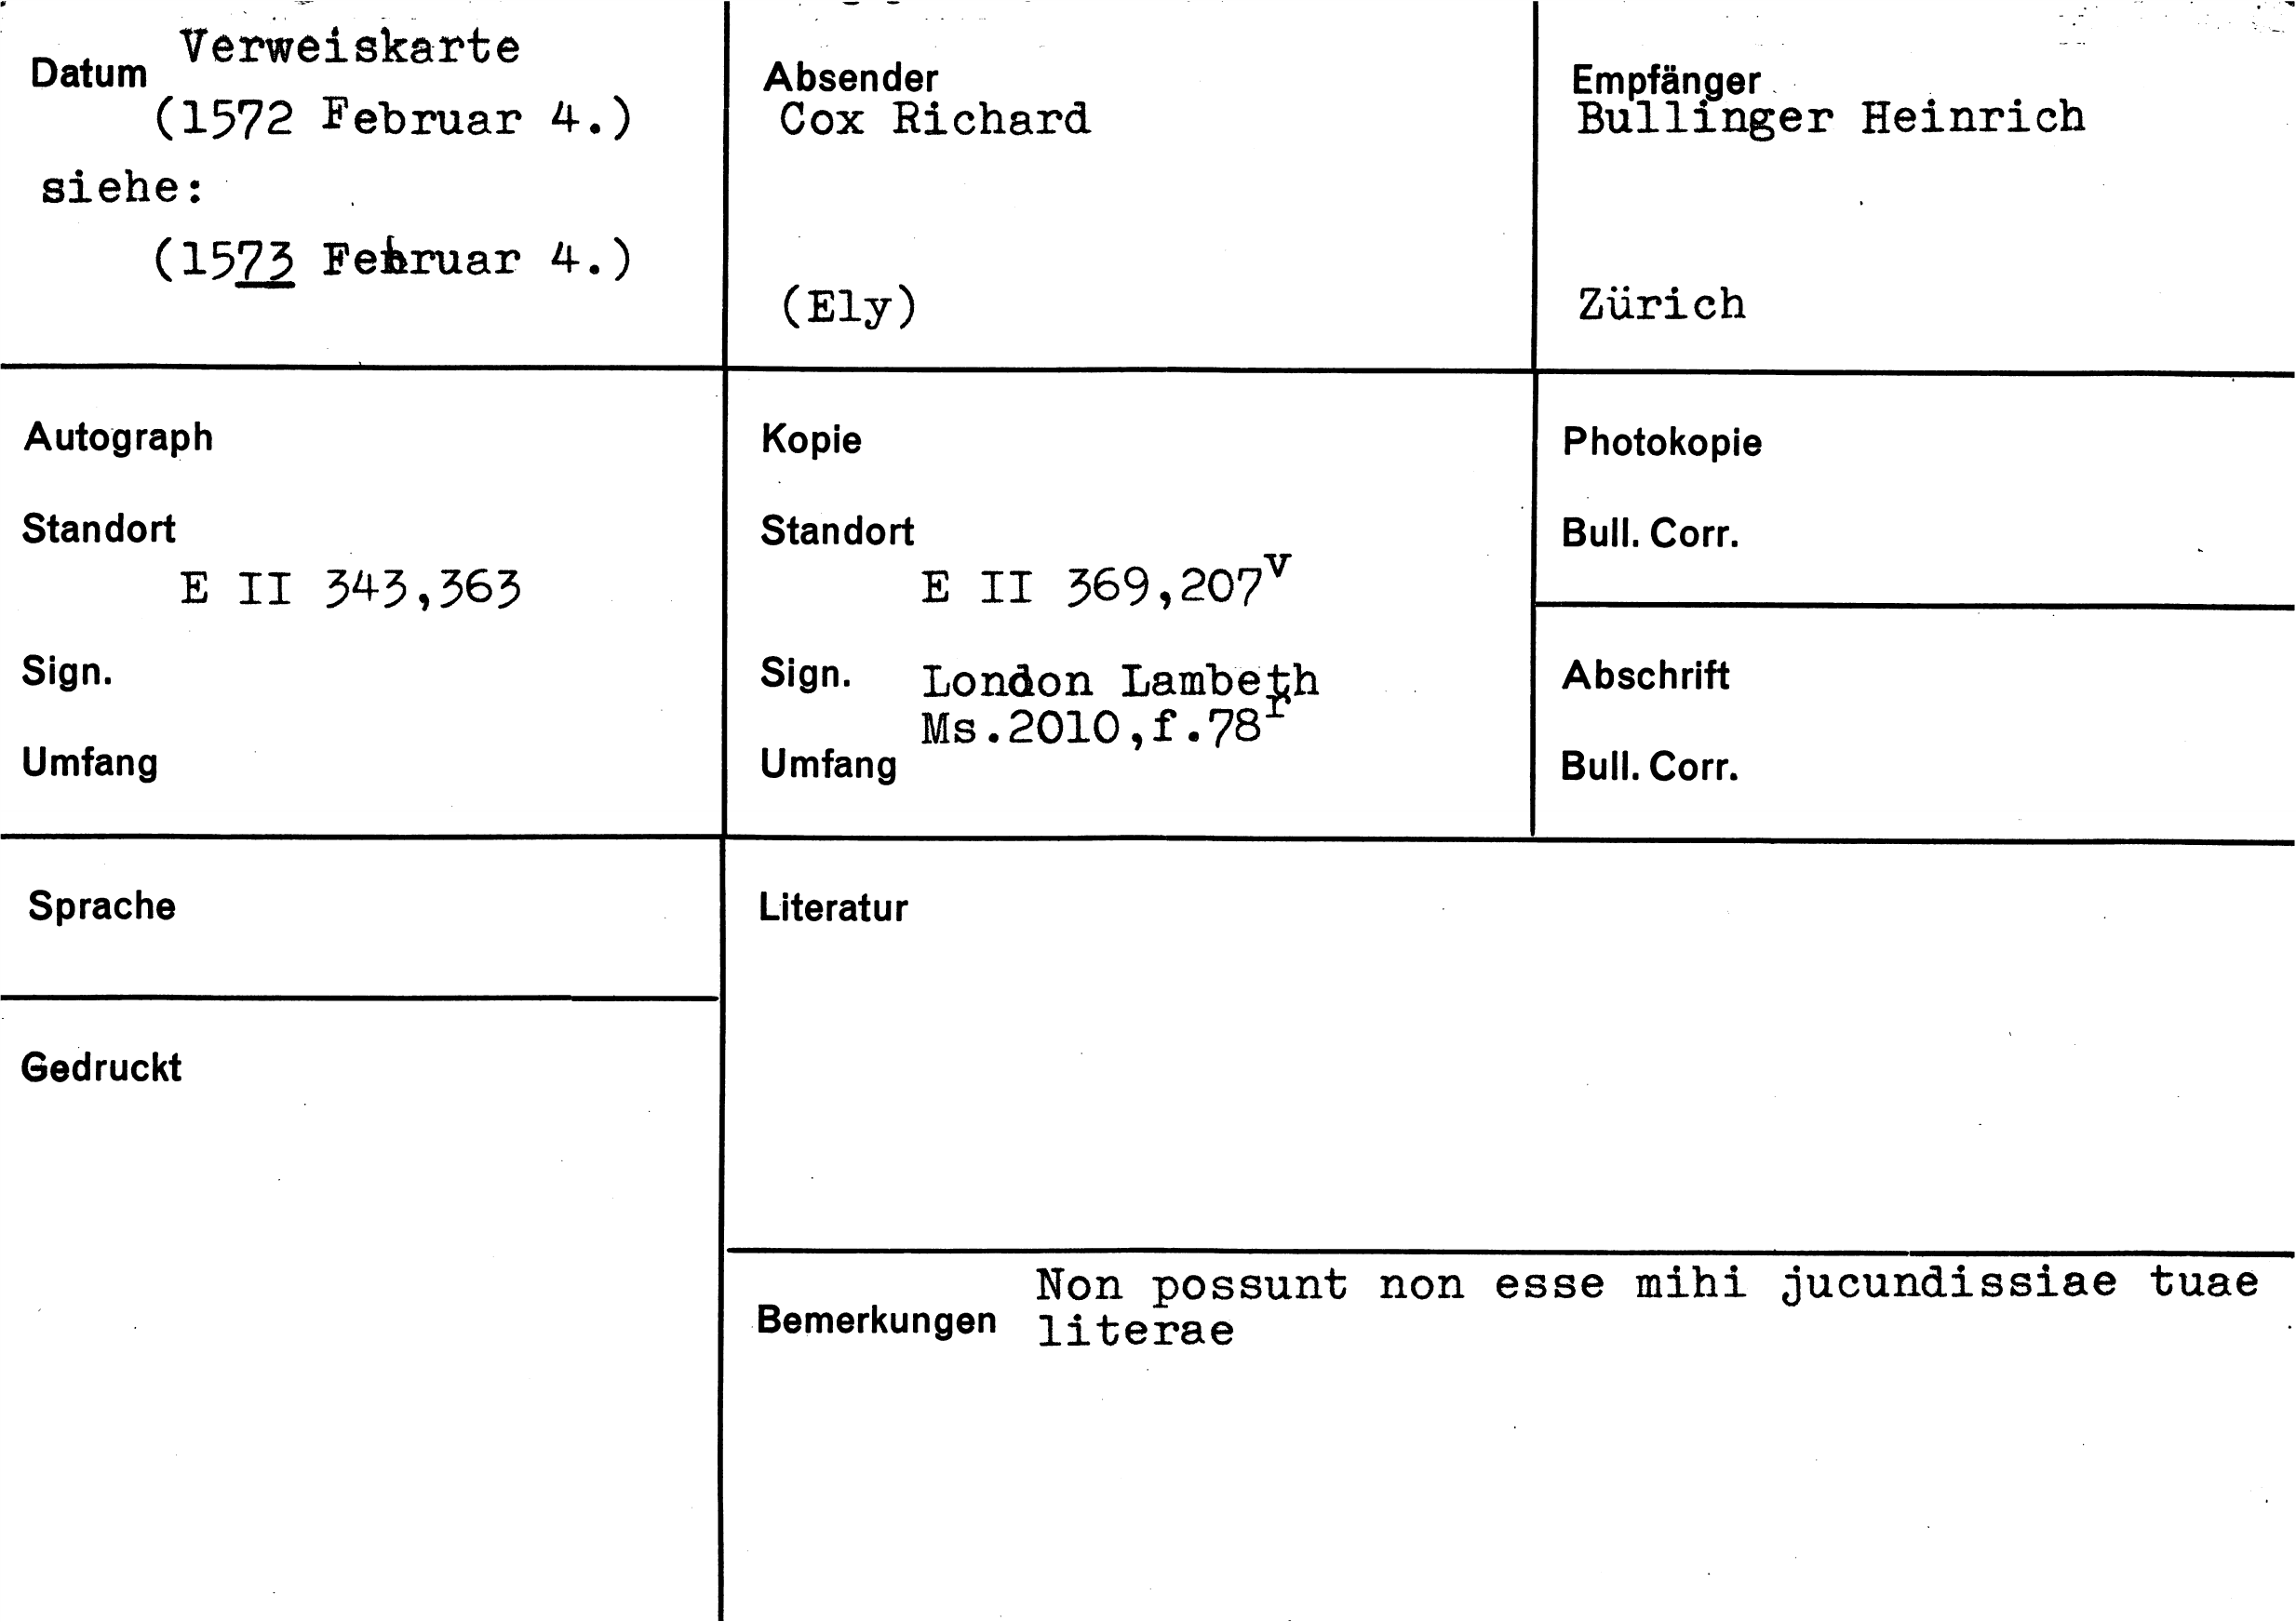 Verweiskarte
Datum
(1572 Februar 4.)
siehe:
(1573 Februar 4.)
Absender
Cox Richard
(Ely)
Empfänger
Bullinger Heinrich
Zürich
Autograph
Standort
E II 343,363
Sign.
Umfang
Kopie
Standort
E II 369,207v
Sign. London Lambeth
Ms.2010,f.78r
Umfang
Photokopie
Bull. Corr.
Abschrift
Bull. Corr.
Sprache
Gedruckt
Literatur
Non possunt non esse mihi jucundissiae tuae
Bemerkungen literae